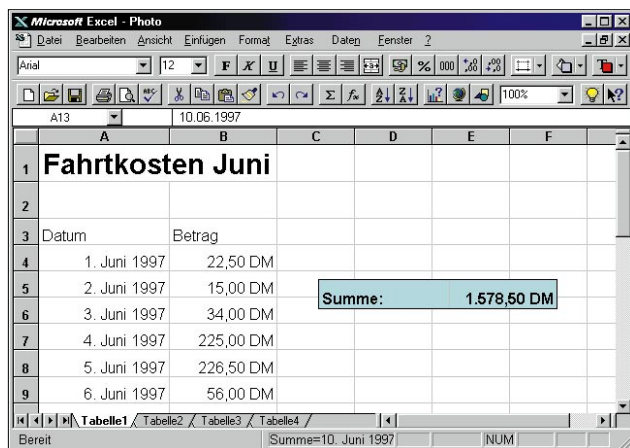 Microsoft Excel - Photo
Datei Bearbeiten Ansicht Einfügen Format Extras Daten Fenster ?
Arial 12 F K U % 000
100%
A13 10.06.1997
A B C D E F
1 Fahrtkosten Juni
2
3 Datum Betrag
4 1. Juni 1997 22,50 DM
5 2. Juni 1997 15,00 DM
Summe: 1.578,50 DM
6 3. Juni 1997 34,00 DM
7 4. Juni 1997 225,00 DM
8 5. Juni 1997 226,50 DM
9 6. Juni 1997 56,00 DM
Tabelle1 Tabelle2 Tabelle3 Tabelle4
Bereit Summe=10. Juni 1997 NUM